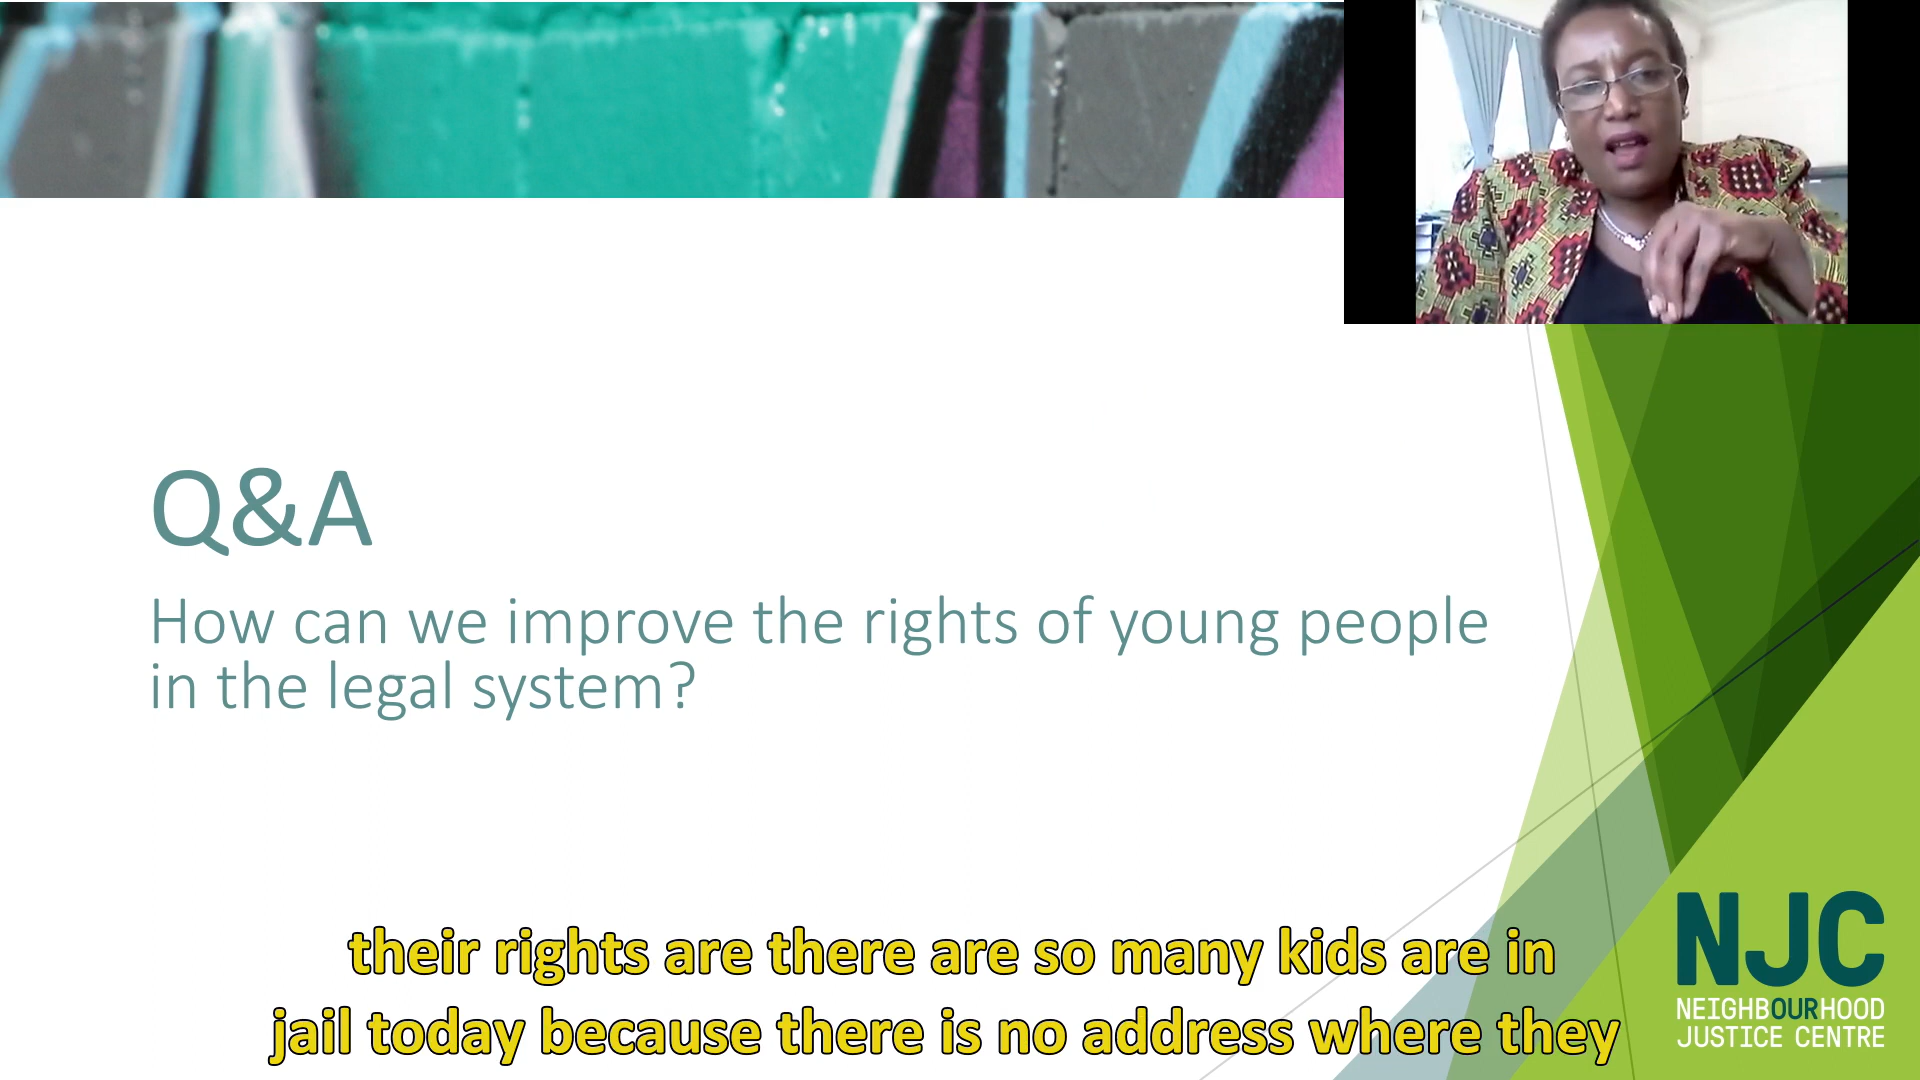 Q&A
How can we improve the rights of young people
in the legal system?
their rights are there are so many kids are in
jail today because there is no address where they
NJC
NEIGHBOURHOOD
JUSTICE CENTRE